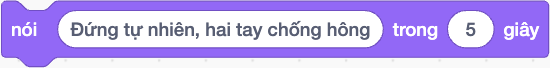 nói Đứng tự nhiên, hai tay chống hông trong 5 giây